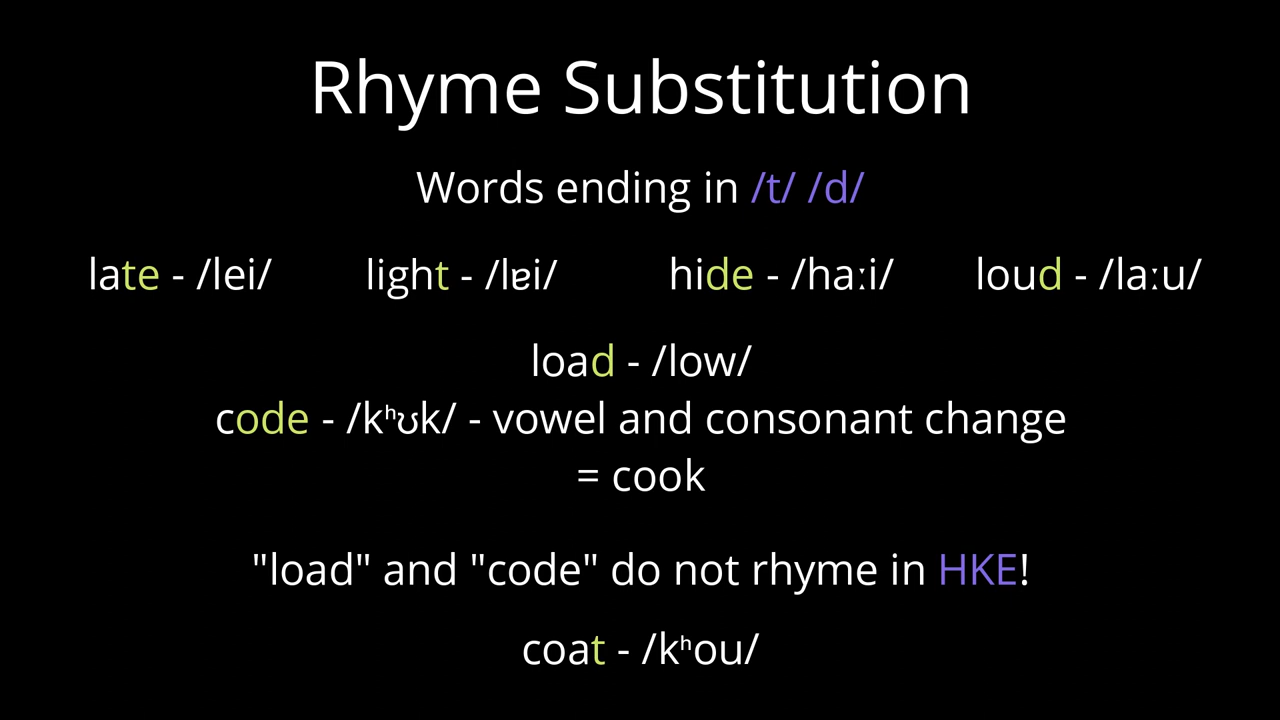 Rhyme Substitution
Words ending in /t/ /d/
late - /lei/ light - /lɐi/ hide - /haːi/ loud - /laːu/
load - /low/
code - /kʰʊk/ - vowel and consonant change
= cook
"load" and "code" do not rhyme in HKE!
coat - /kʰou/